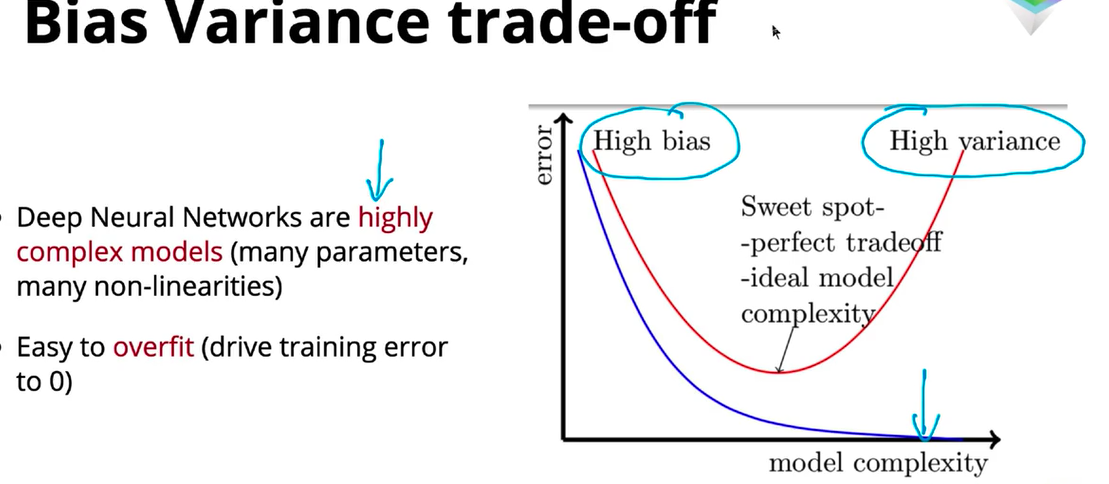 Bias Variance trade-off
Deep Neural Networks are highly
complex models (many parameters,
many non-linearities)
Easy to overfit (drive training error
to 0)
error
High bias
High variance
Sweet spot-
-perfect tradeoff
-ideal model
complexity
model complexity